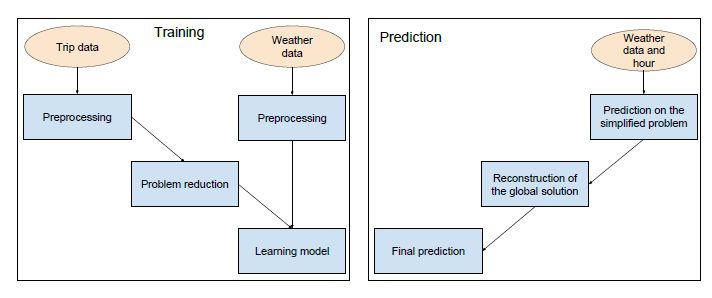 Training
Trip data
Weather
data
Preprocessing
Preprocessing
Problem reduction
Learning model
Prediction
Weather
data and
hour
Prediction on the
simplified problem
Reconstruction of
the global solution
Final prediction